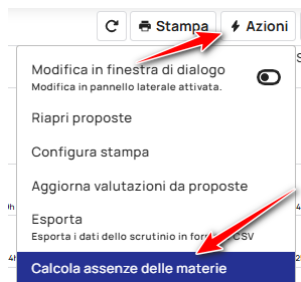 Stampa Azioni
Modifica in finestra di dialogo
Modifica in pannello laterale attivata.
Riapri proposte
Configura stampa
Aggiorna valutazioni da proposte
Esporta
Esporta i dati dello scrutinio in CSV
Calcola assenze delle materie